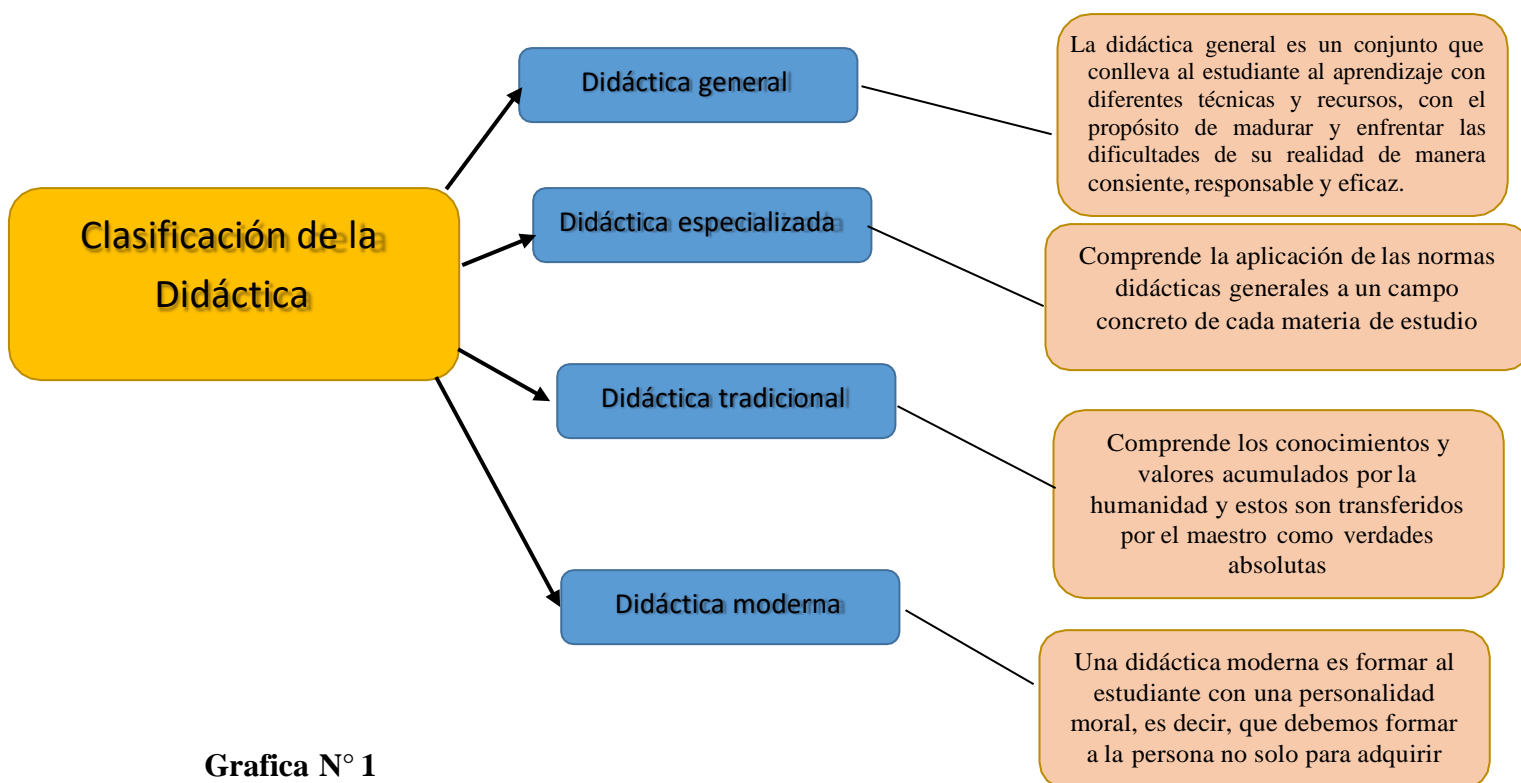 Clasificación de la
Didáctica
Didáctica general
La didáctica general es un conjunto que
conlleva al estudiante al aprendizaje con
diferentes técnicas y recursos, con el
propósito de madurar y enfrentar las
dificultades de su realidad de manera
consiente, responsable y eficaz.
Didáctica especializada
Comprende la aplicación de las normas
didácticas generales a un campo
concreto de cada materia de estudio
Didáctica tradicional
Comprende los conocimientos y
valores acumulados por la
humanidad y estos son transferidos
por el maestro como verdades
absolutas
Didáctica moderna
Una didáctica moderna es formar al
estudiante con una personalidad
moral, es decir, que debemos formar
a la persona no solo para adquirir
Grafica N° 1